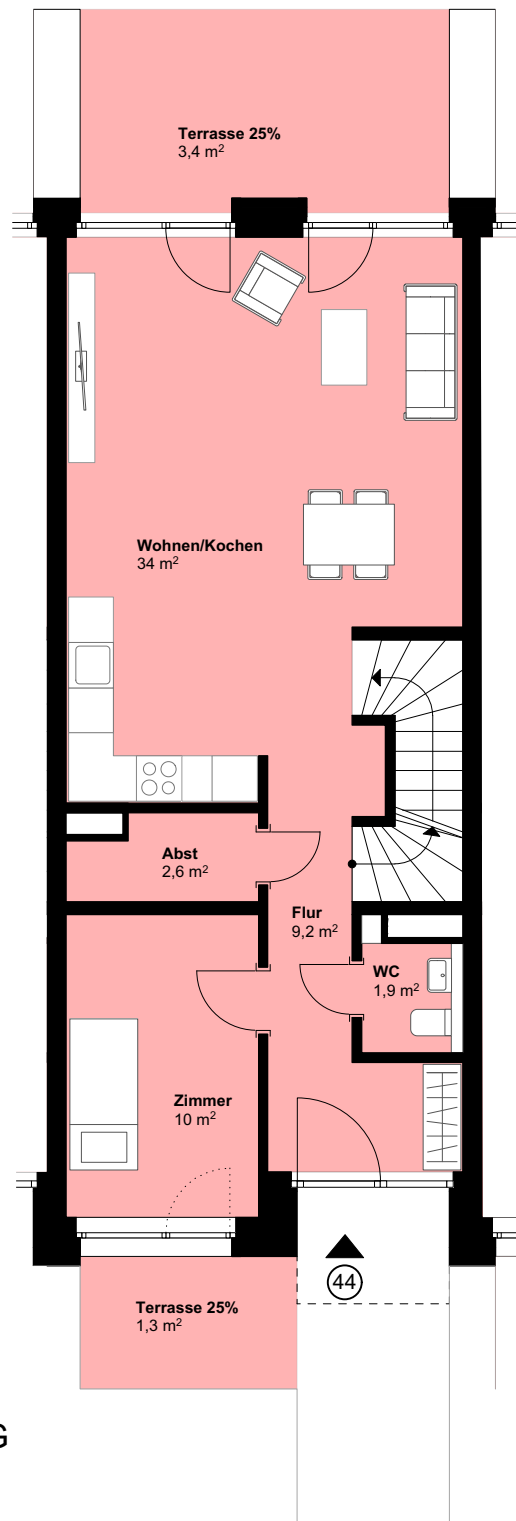 Terrasse 25%
3,4 m²
Wohnen/Kochen
34 m²
Abst
2,6 m²
Flur
9,2 m²
WC
1,9 m²
Zimmer
10 m²
44
Terrasse 25%
1,3 m²
G